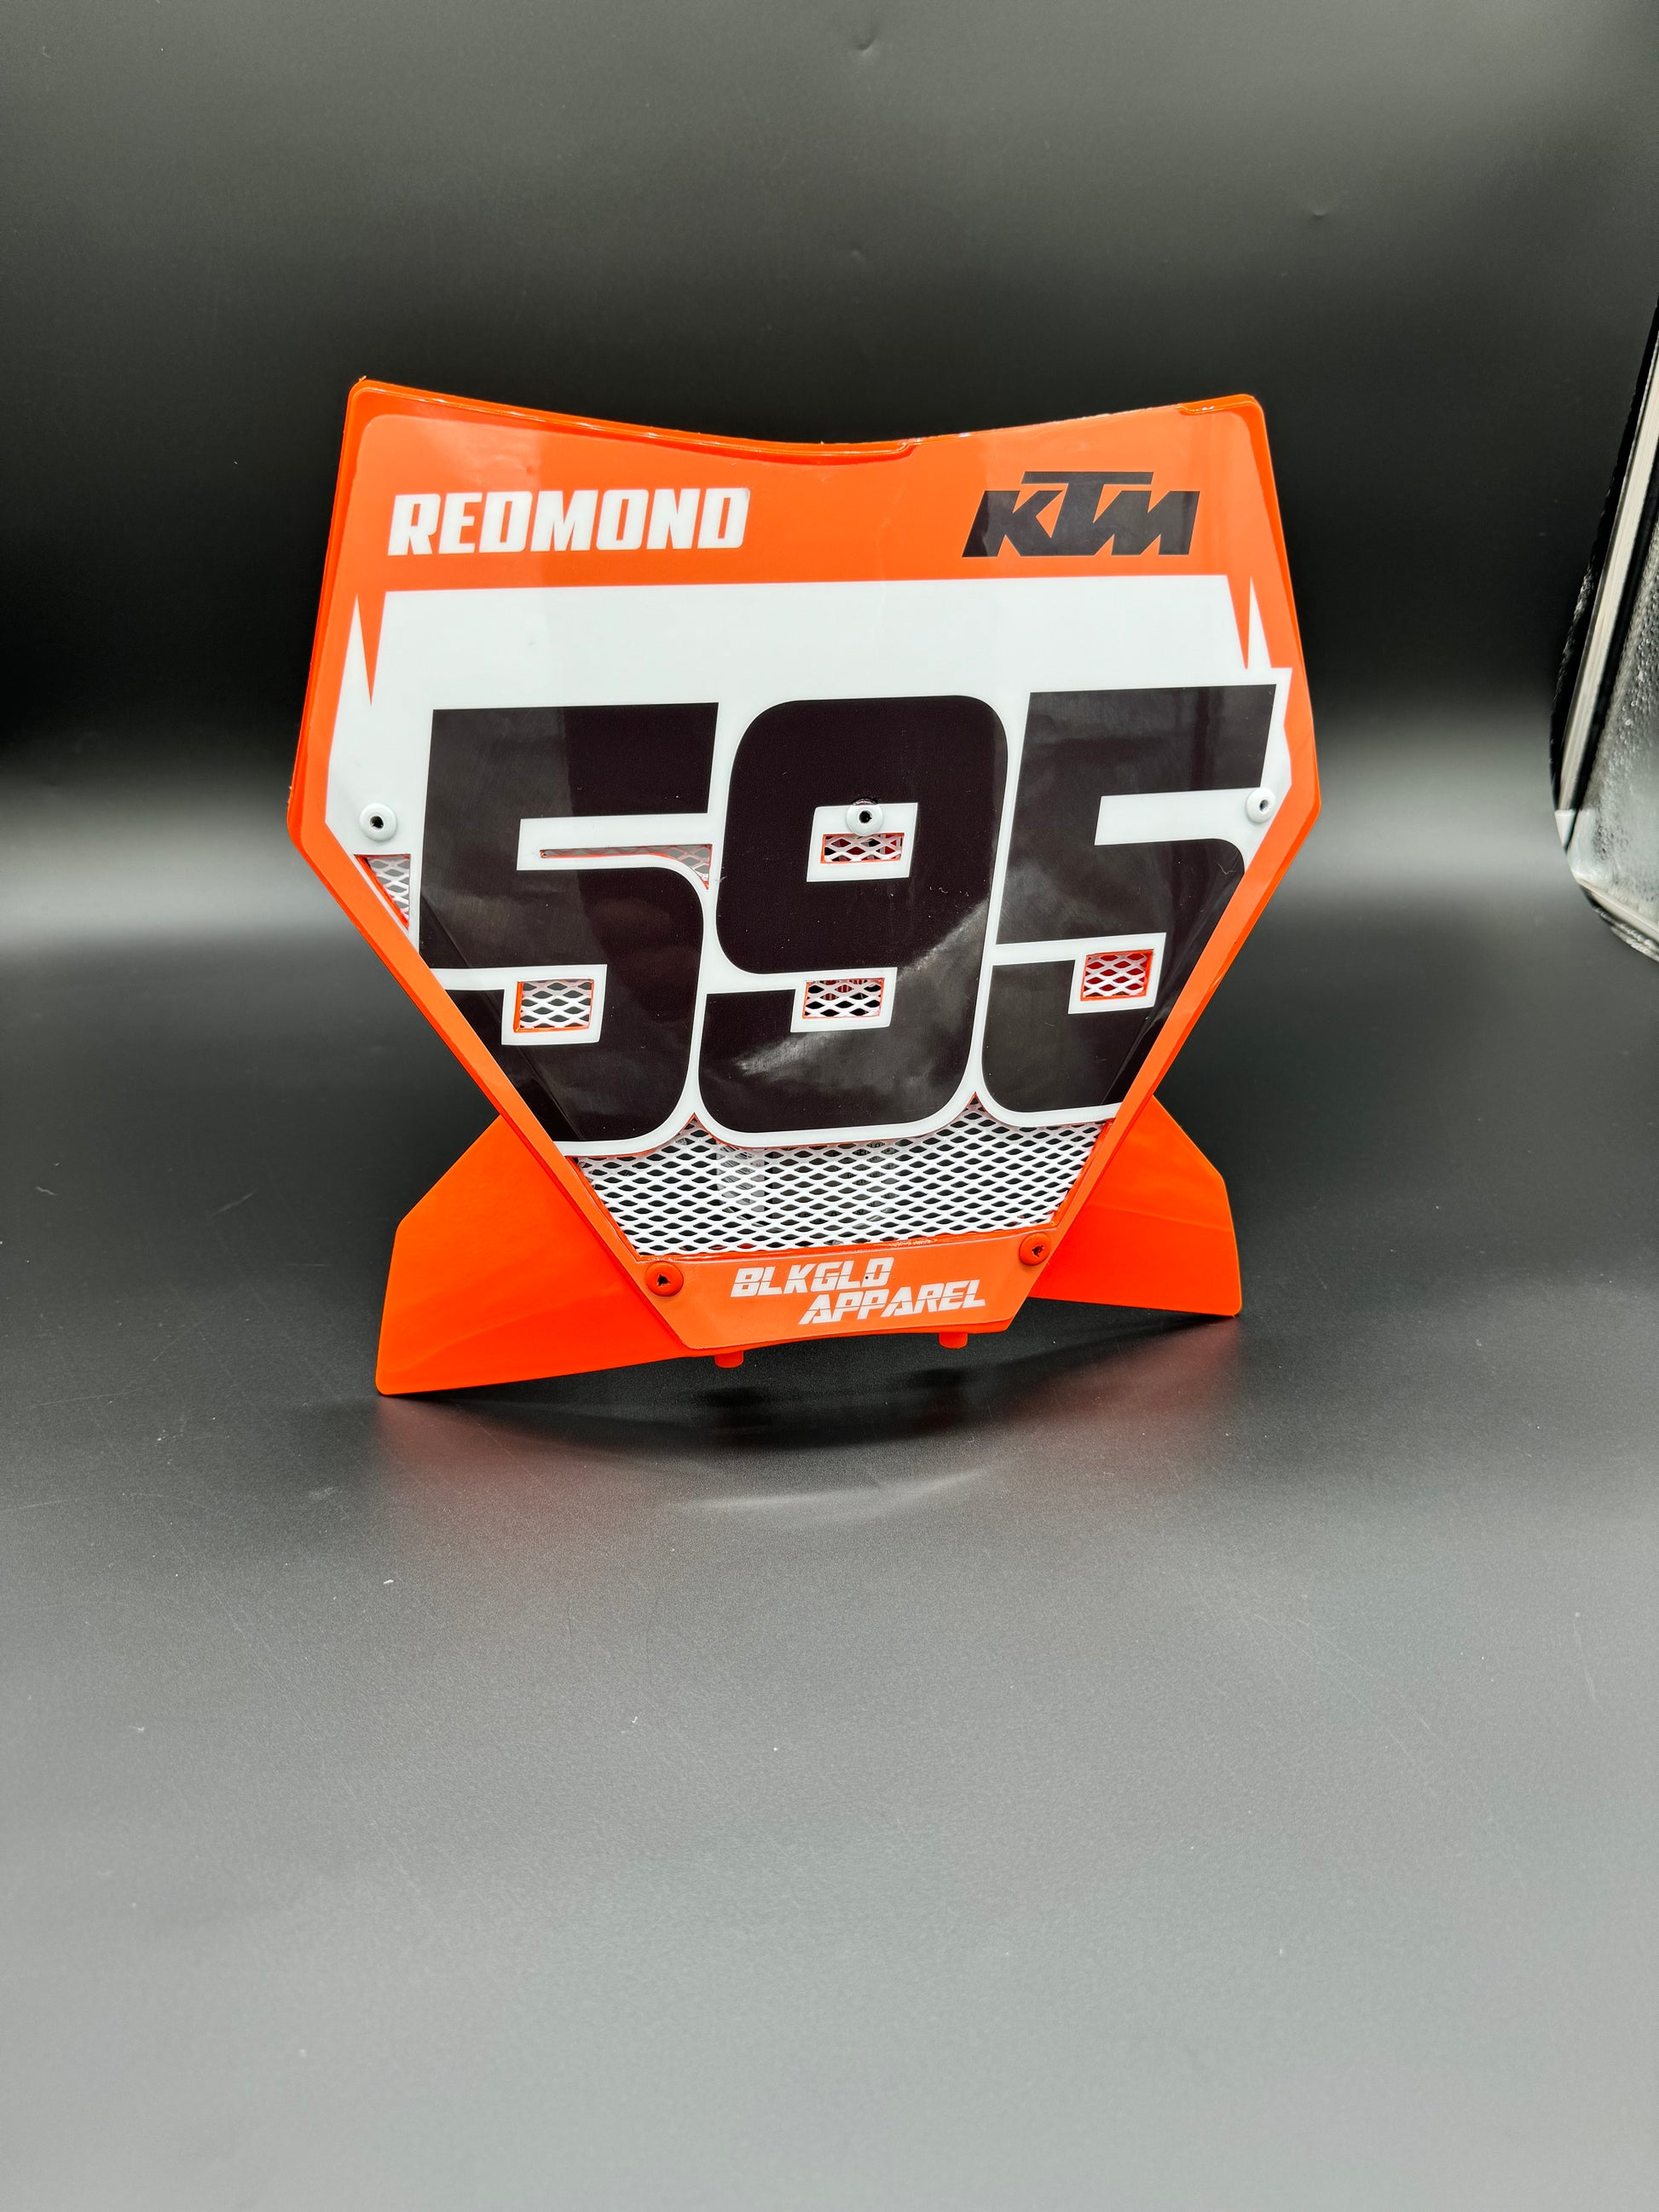 REDMOND
KTM
595
BLKGLD
APPAREL